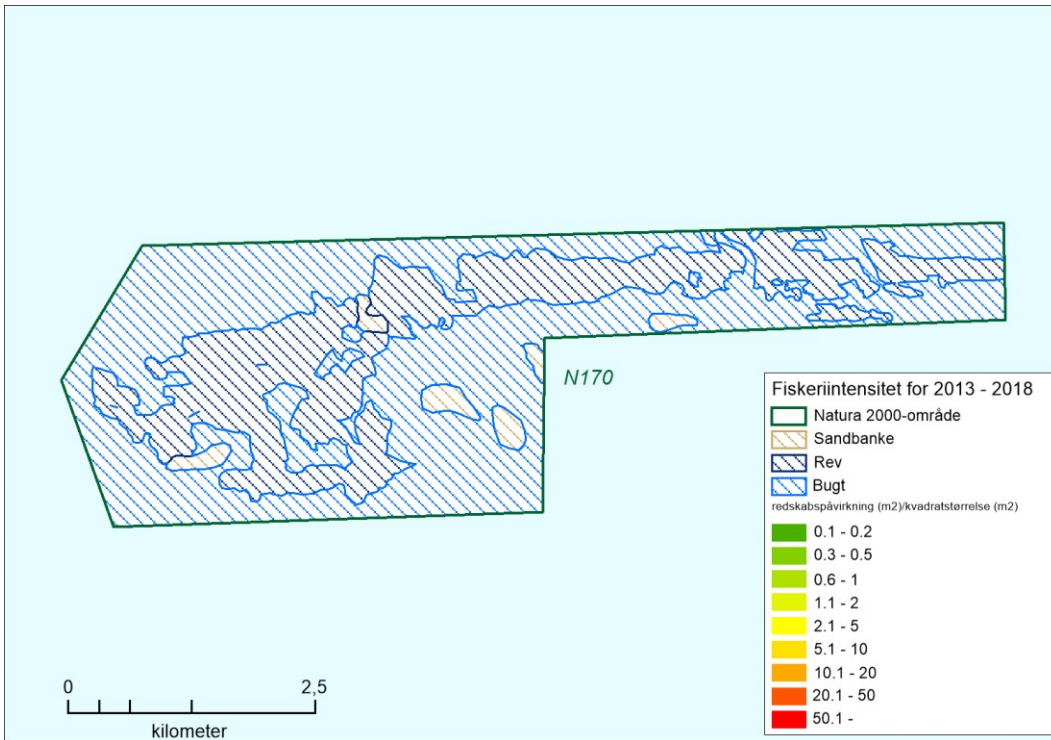 N170
Fiskeriintensitet for 2013 - 2018
Natura 2000-område
Sandbanke
Rev
Bugt
redskabspåvirkning (m2)/kvadratstørrelse (m2)
0.1 - 0.2
0.3 - 0.5
0.6 - 1
1.1 - 2
2.1 - 5
5.1 - 10
10.1 - 20
20.1 - 50
50.1 -
0 2,5
kilometer